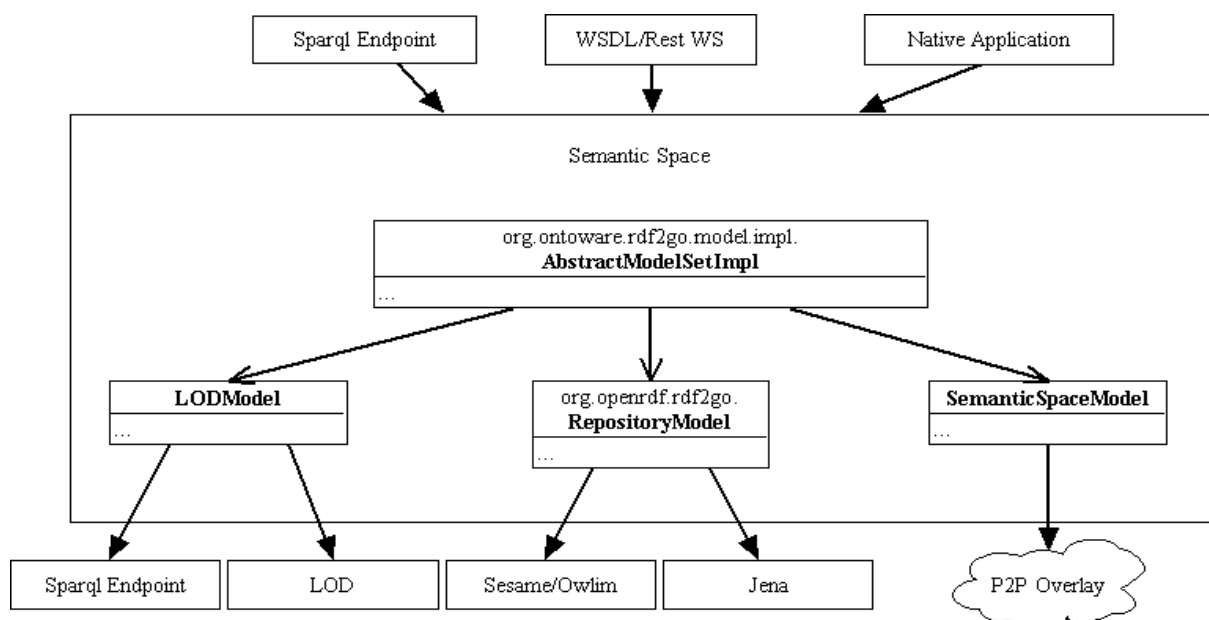 Sparql Endpoint
WSDL/Rest WS
Native Application
Semantic Space
org.ontoware.rdf2go.model.impl.
AbstractModelSetImpl
...
LODModel
...
org.openrdf.rdf2go.
RepositoryModel
...
SemanticSpaceModel
...
Sparql Endpoint
LOD
Sesame/Owlim
Jena
P2P Overlay